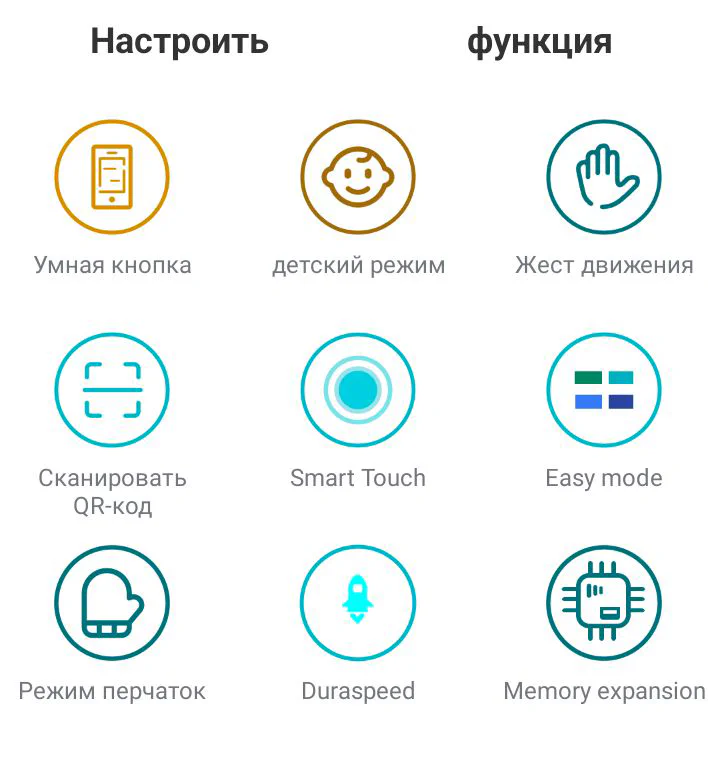 Настроить функция
Умная кнопка
детский режим
Жест движения
Сканировать
QR-код
Smart Touch
Easy mode
Режим перчаток
Duraspeed
Memory expansion